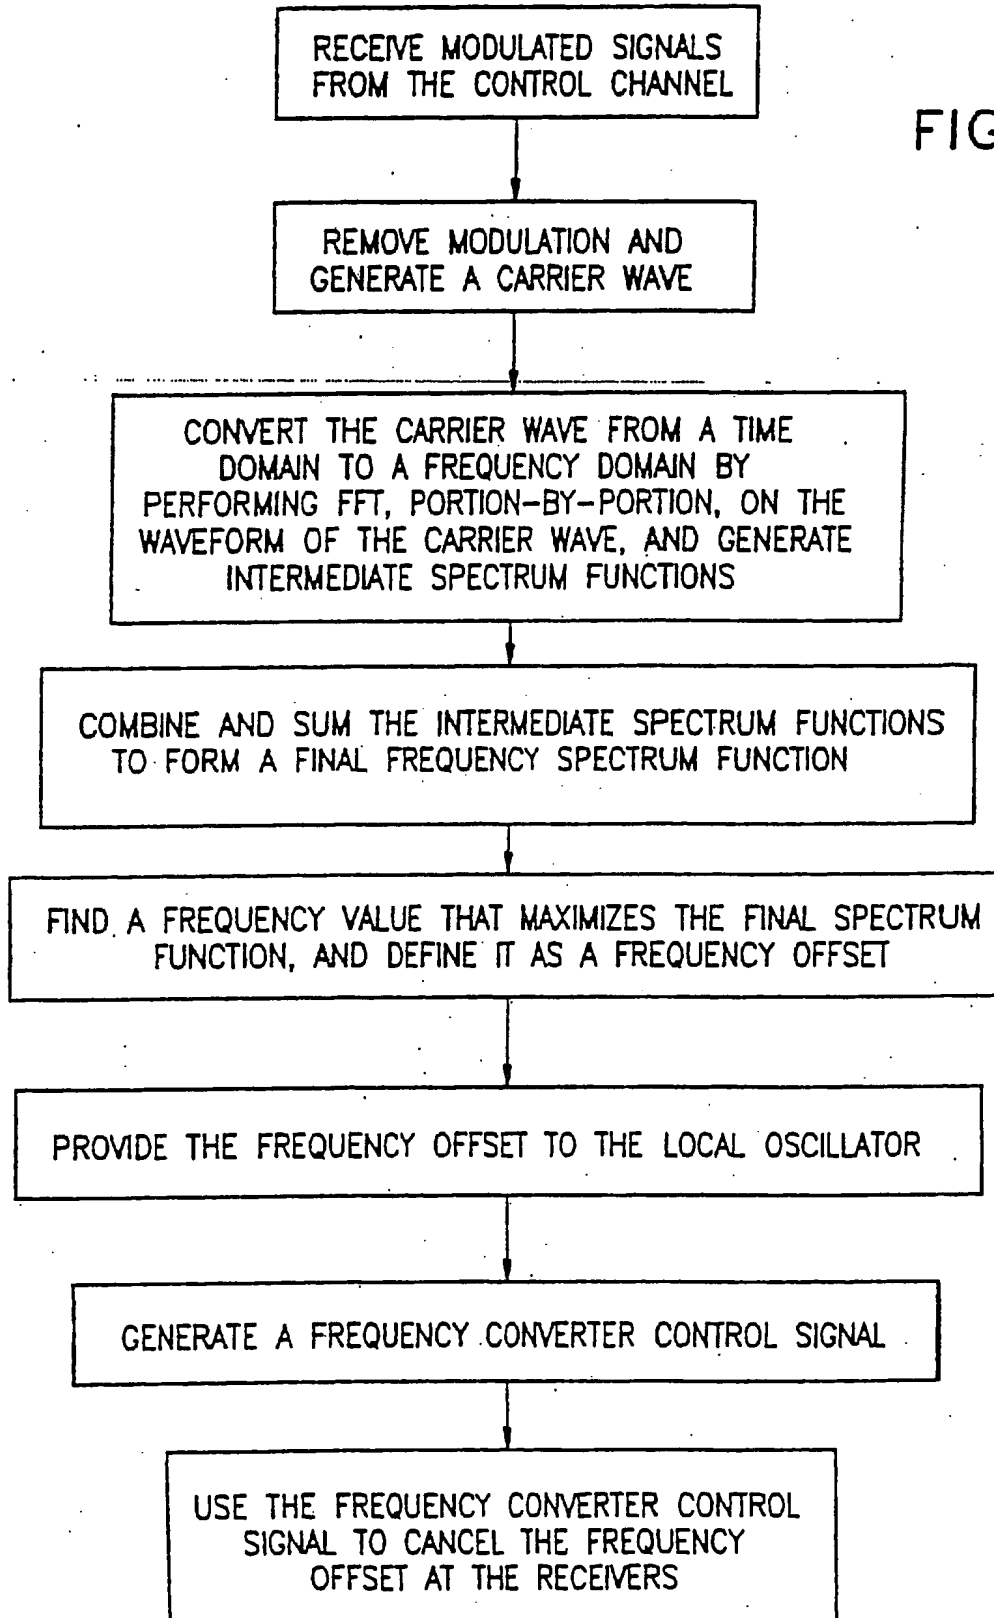 RECEIVE MODULATED SIGNALS
FROM THE CONTROL CHANNEL
FIG
REMOVE MODULATION AND
GENERATE A CARRIER WAVE
CONVERT THE CARRIER WAVE FROM A TIME
DOMAIN TO A FREQUENCY DOMAIN BY
PERFORMING FFT, PORTION-BY-PORTION, ON THE
WAVEFORM OF THE CARRIER WAVE, AND GENERATE
INTERMEDIATE SPECTRUM FUNCTIONS
COMBINE AND SUM THE INTERMEDIATE SPECTRUM FUNCTIONS
TO FORM A FINAL FREQUENCY SPECTRUM FUNCTION
FIND A FREQUENCY VALUE THAT MAXIMIZES THE FINAL SPECTRUM
FUNCTION, AND DEFINE IT AS A FREQUENCY OFFSET
PROVIDE THE FREQUENCY OFFSET TO THE LOCAL OSCILLATOR
GENERATE A FREQUENCY CONVERTER CONTROL SIGNAL
USE THE FREQUENCY CONVERTER CONTROL
SIGNAL TO CANCEL THE FREQUENCY
OFFSET AT THE RECEIVERS